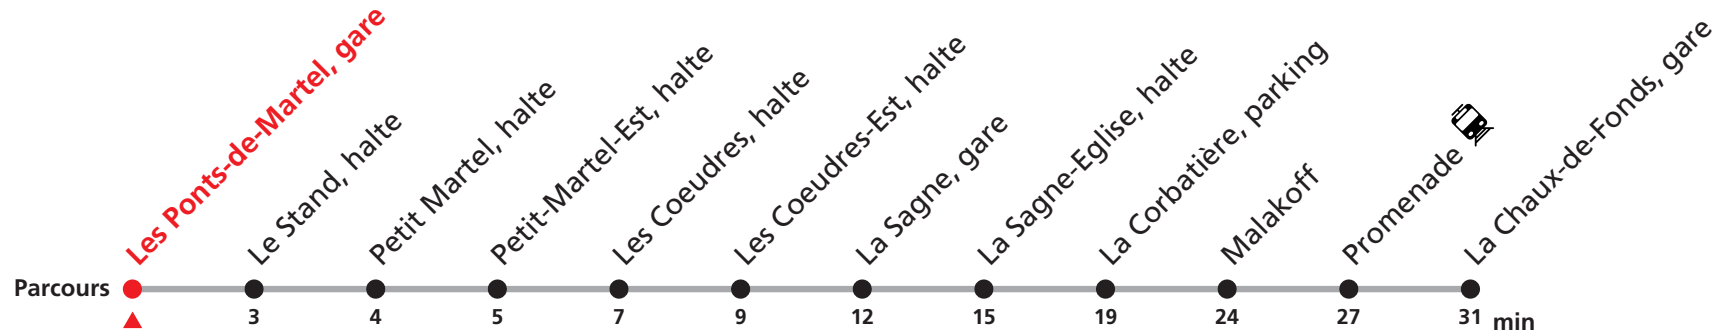 Les Ponts-de-Martel, gare
Le Stand, halte
Petit Martel, halte
Petit-Martel-Est, halte
Les Coeudres, halte
Les Coeudres-Est, halte
La Sagne, gare
La Sagne-Eglise, halte
La Corbatière, parking
Malakoff
Promenade
La Chaux-de-Fonds, gare
Parcours
3 4 5 7 9 12 15 19 24 27 31 min